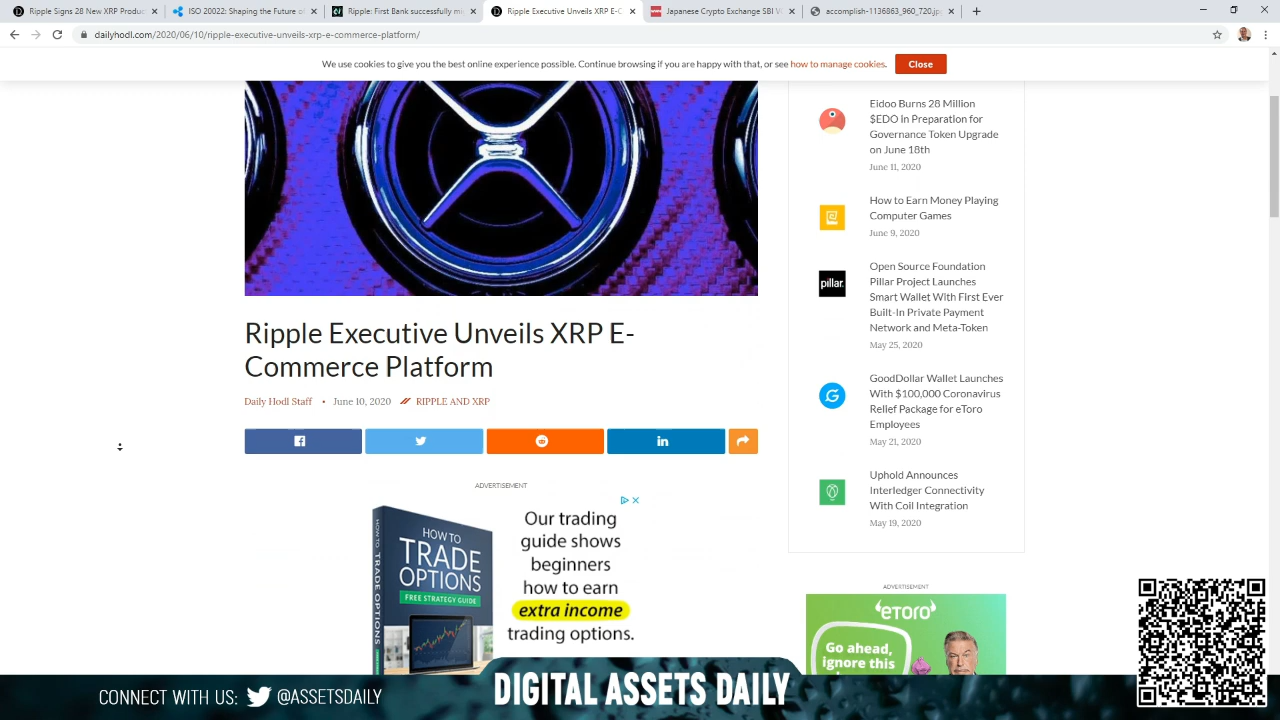 Ripple Signs 28 New XRP Produc
ISO 20022: Shaping the Future of
Ripple First Bank successfully mig
Ripple Executive Unveils XRP E-C
Facebook Crypto Exchange SBI V
accomplish-1136863_960_720.jpg
dailyhodl.com/2020/06/10/ripple-executive-unveils-xrp-e-commerce-platform/
We use cookies to give you the best online experience possible. Continue browsing if you are happy with that, or see how to manage cookies.
Close
Ripple Executive Unveils XRP E-
Commerce Platform
Daily Hodl Staff • June 10, 2020 // RIPPLE AND XRP
ADVERTISEMENT
HOW TO
TRADE
OPTIONS
FREE STRATEGY GUIDE
Our trading
guide shows
beginners
how to earn
extra income
trading options.
Eidoo Burns 28 Million
$EDO in Preparation for
Governance Token Upgrade
on June 18th
June 11, 2020
How to Earn Money Playing
Computer Games
June 9, 2020
pillar.
Open Source Foundation
Pillar Project Launches
Smart Wallet With First Ever
Built-In Private Payment
Network and Meta-Token
May 25, 2020
GoodDollar Wallet Launches
With $100,000 Coronavirus
Relief Package for eToro
Employees
May 21, 2020
Uphold Announces
Interledger Connectivity
With Coil Integration
May 19, 2020
ADVERTISEMENT
eToro
Go ahead,
ignore this
CONNECT WITH US: @ASSETSDAILY
DIGITAL ASSETS DAILY